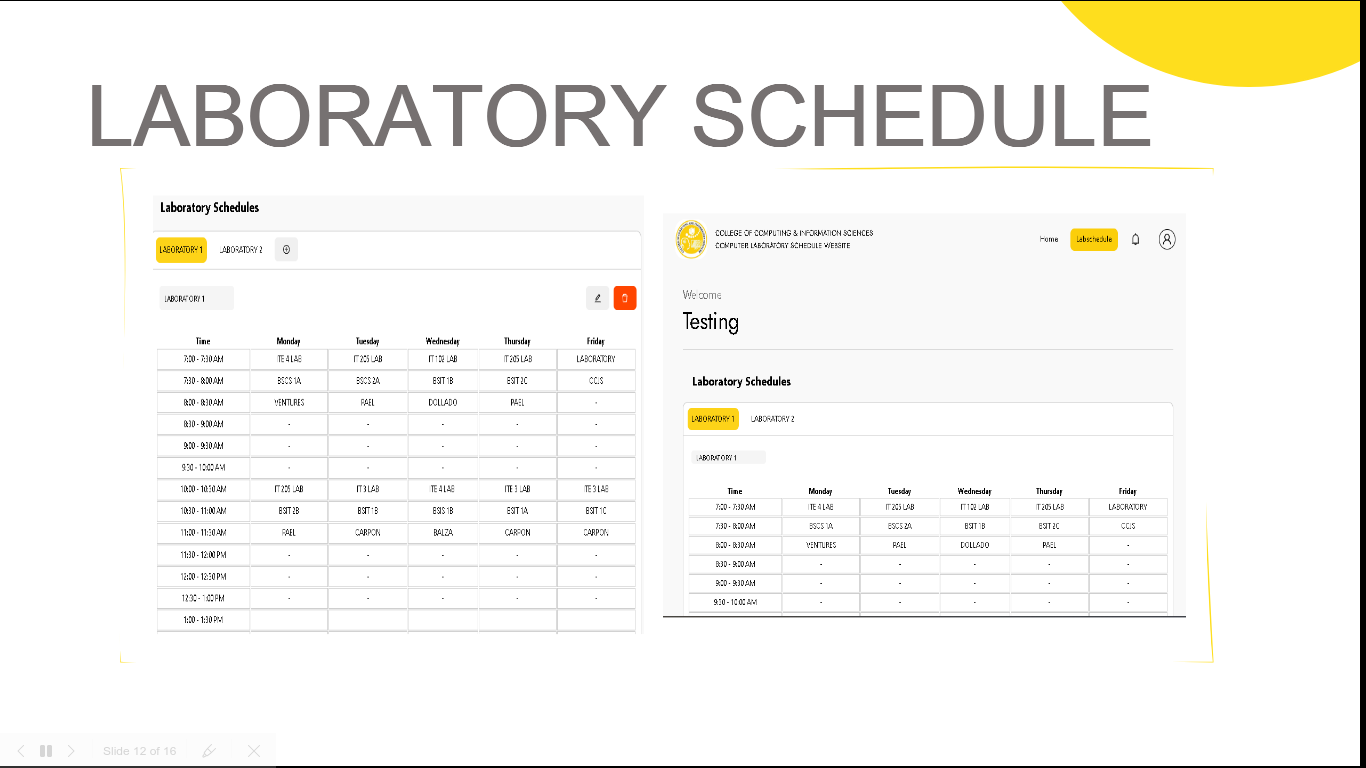 LABORATORY SCHEDULE
Laboratory Schedules
LABORATORY 1 LABORATORY 2
LABORATORY 1
Time Monday Tuesday Wednesday Thursday Friday
7:00 - 7:30 AM ITE 4 LAB IT 205 LAB IT 102 LAB IT 205 LAB LABORATORY
7:30 - 8:00 AM BSCS 1A BSCS 2A BSIT 1B BSIT 2C CCJS
8:00 - 8:30 AM VENTURES RAEL DOLLADO RAEL -
8:30 - 9:00 AM - - - - -
9:00 - 9:30 AM - - - - -
9:30 - 10:00 AM - - - - -
10:00 - 10:30 AM IT 205 LAB IT 3 LAB ITE 4 LAB ITE 3 LAB ITE 3 LAB
10:30 - 11:00 AM BSIT 2B BSIT 1B BSIS 1B BSIT 1A BSIT 1C
11:00 - 11:30 AM RAEL CARPON BALZA CARPON CARPON
11:30 - 12:00 PM - - - - -
12:00 - 12:30 PM - - - - -
12:30 - 1:00 PM - - - - -
1:00 - 1:30 PM
COLLEGE OF COMPUTING & INFORMATION SCIENCES
COMPUTER LABORATORY SCHEDULE WEBSITE
Home Labschedule
Welcome
Testing
Laboratory Schedules
LABORATORY 1 LABORATORY 2
LABORATORY 1
Time Monday Tuesday Wednesday Thursday Friday
7:00 - 7:30 AM ITE 4 LAB IT 205 LAB IT 102 LAB IT 205 LAB LABORATORY
7:30 - 8:00 AM BSCS 1A BSCS 2A BSIT 1B BSIT 2C CCJS
8:00 - 8:30 AM VENTURES RAEL DOLLADO RAEL -
8:30 - 9:00 AM - - - - -
9:00 - 9:30 AM - - - - -
9:30 - 10:00 AM - - - - -
Slide 12 of 16